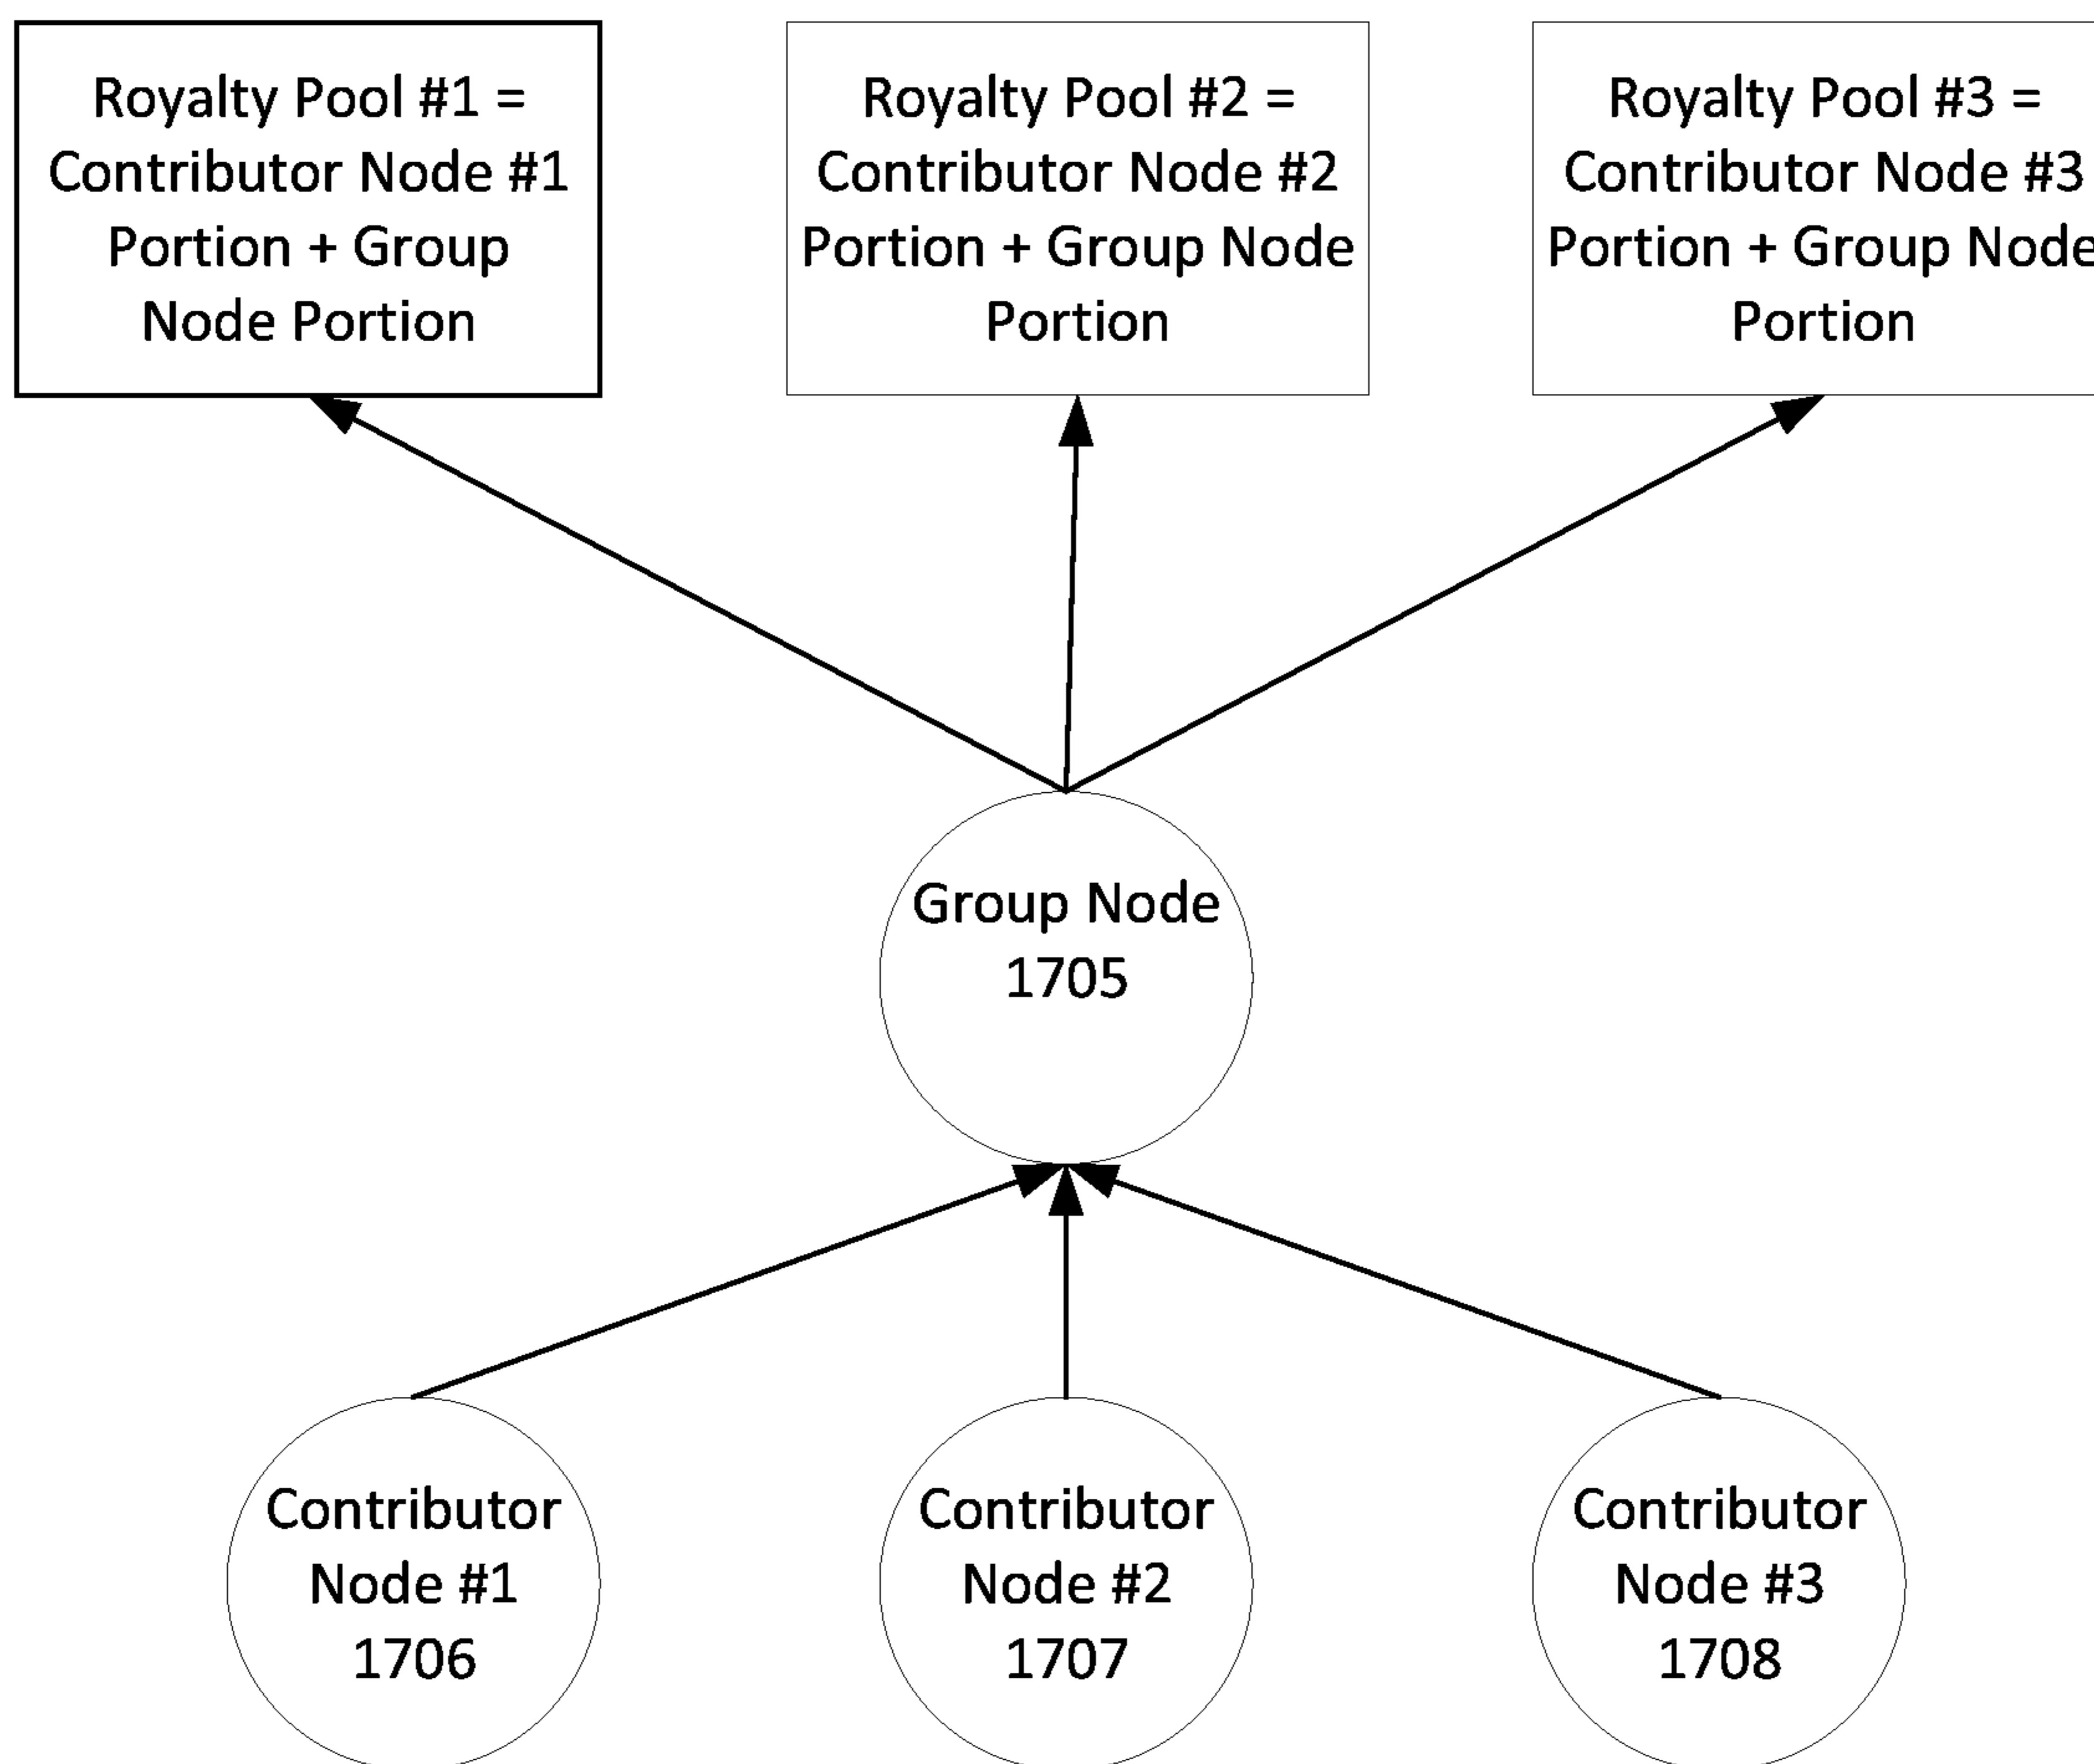 Royalty Pool #1 =
Contributor Node #1
Portion + Group
Node Portion
Royalty Pool #2 =
Contributor Node #2
Portion + Group Node
Portion
Royalty Pool #3 =
Contributor Node #3
Portion + Group Node
Portion
Group Node
1705
Contributor
Node #1
1706
Contributor
Node #2
1707
Contributor
Node #3
1708